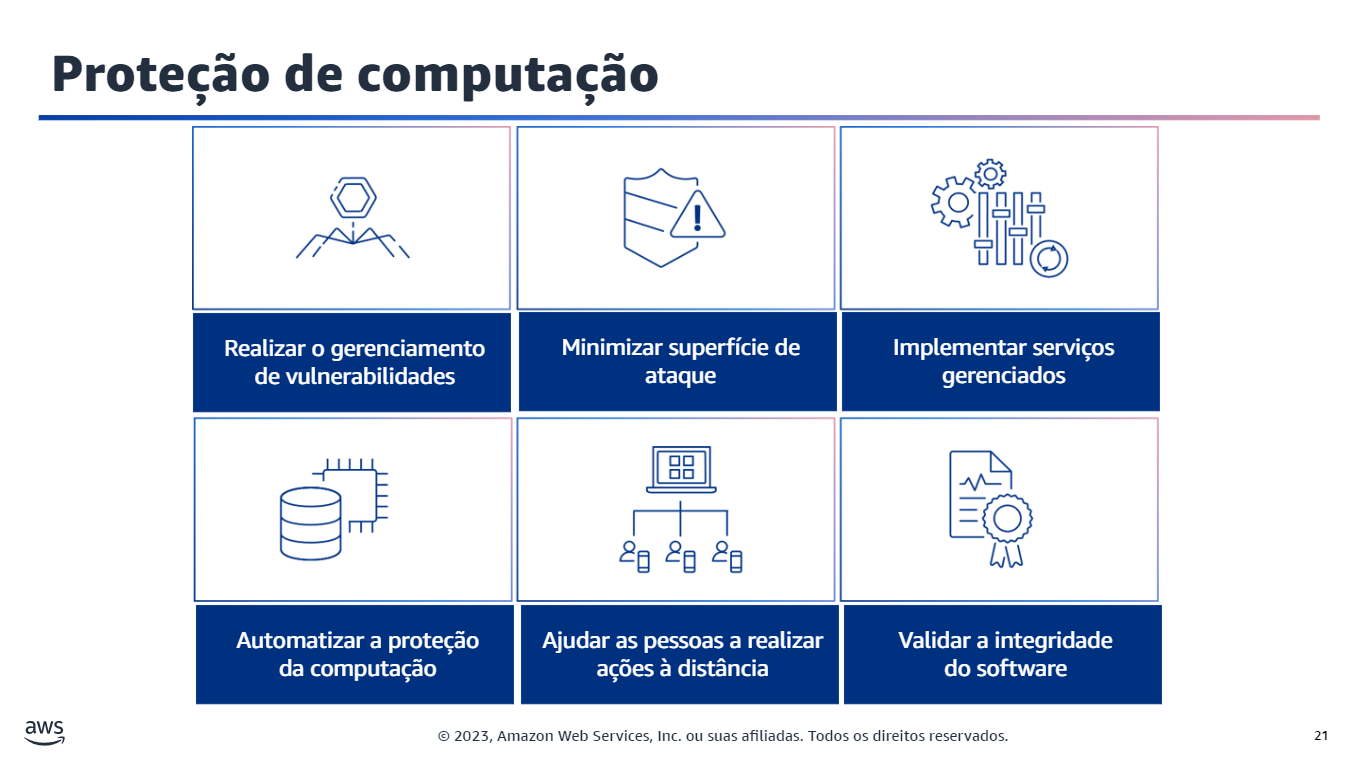 Proteção de computação
Realizar o gerenciamento
de vulnerabilidades
Minimizar superfície de
ataque
Implementar serviços
gerenciados
Automatizar a proteção
da computação
Ajudar as pessoas a realizar
ações à distância
Validar a integridade
do software
aws
© 2023, Amazon Web Services, Inc. ou suas afiliadas. Todos os direitos reservados.
21